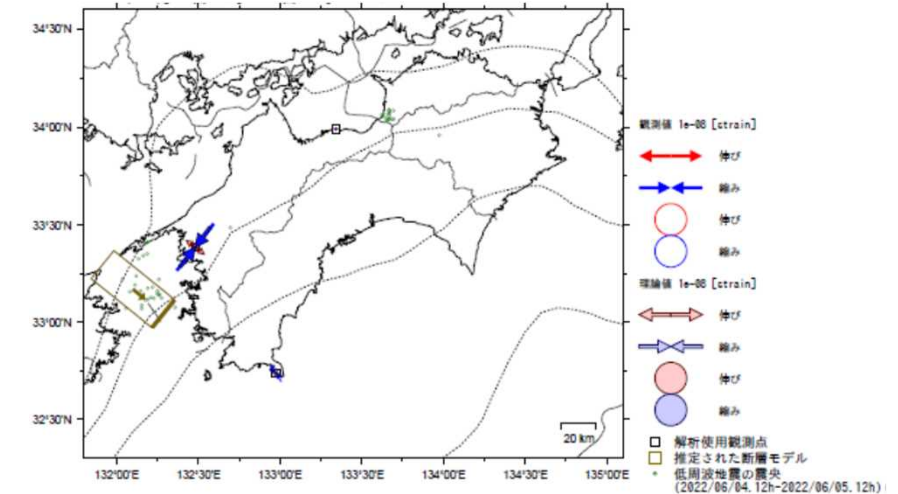 34°30'N
34°00'N
33°30'N
33°00'N
32°30'N
132°00'E 132°30'E 133°00'E 133°30'E 134°00'E 134°30'E 135°00'E
20 km
観測値 1e-08 [strain]
伸び
縮み
伸び
縮み
理論値 1e-08 [strain]
伸び
縮み
伸び
縮み
解析使用観測点
推定された断層モデル
低周波地震の震央
(2022/06/04.12h-2022/06/05.12h)